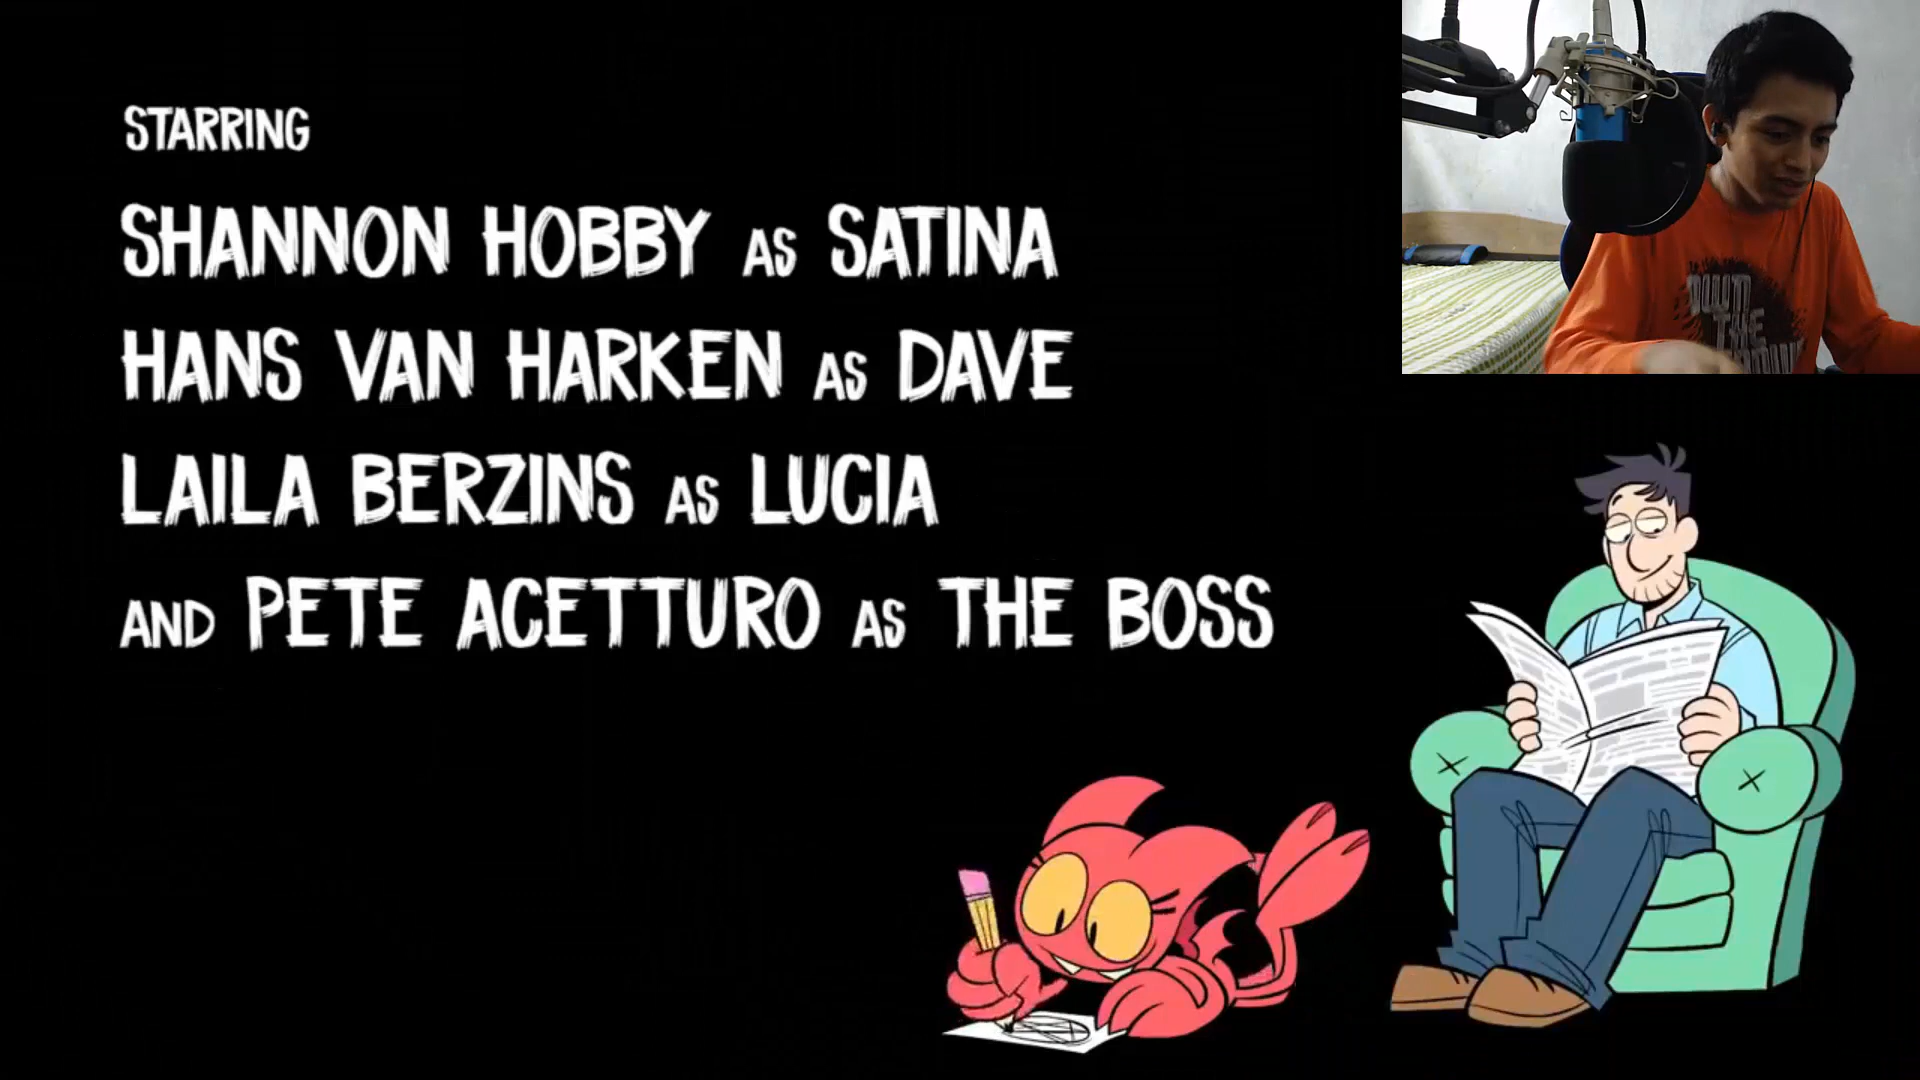 STARRING
SHANNON HOBBY AS SATINA
HANS VAN HARKEN AS DAVE
LAILA BERZINS AS LUCIA
AND PETE ACETTURO AS THE BOSS
THE